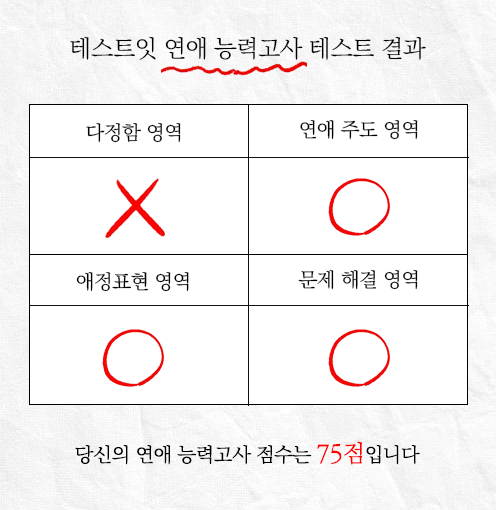 테스트잇 연애 능력고사 테스트 결과
다정함 영역
연애 주도 영역
애정표현 영역
문제 해결 영역
당신의 연애 능력고사 점수는 75점입니다